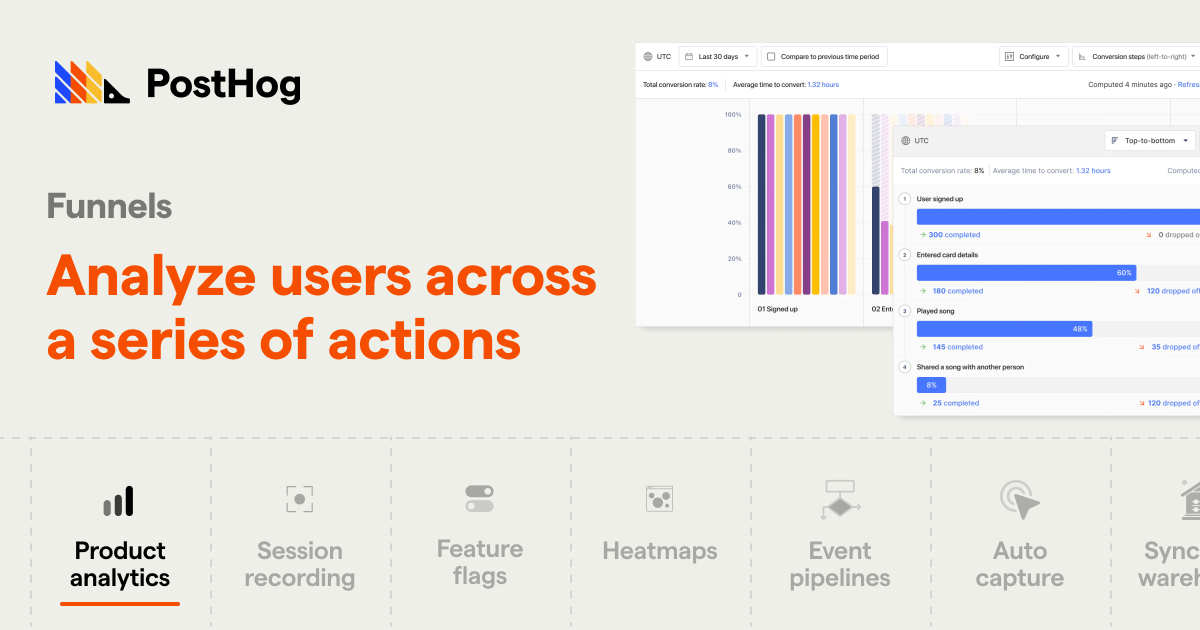 PostHog
Funnels
Analyze users across
a series of actions
UTC
Last 30 days
Compare to previous time period
Configure
Conversion steps (left-to-right)
Total conversion rate: 8%
Average time to convert: 1.32 hours
Computed 4 minutes ago · Refres
100%
80%
60%
40%
20%
0
01 Signed up
02 Ent
UTC
Top-to-bottom
Total conversion rate: 8%
Average time to convert: 1.32 hours
Computed
1 User signed up
300 completed
0 dropped o
2 Entered card details
60%
180 completed
120 dropped off
3 Played song
48%
145 completed
35 dropped of
4 Shared a song with another person
8%
25 completed
120 dropped of
Product
analytics
Session
recording
Feature
flags
Heatmaps
Event
pipelines
Auto
capture
Sync
wareh